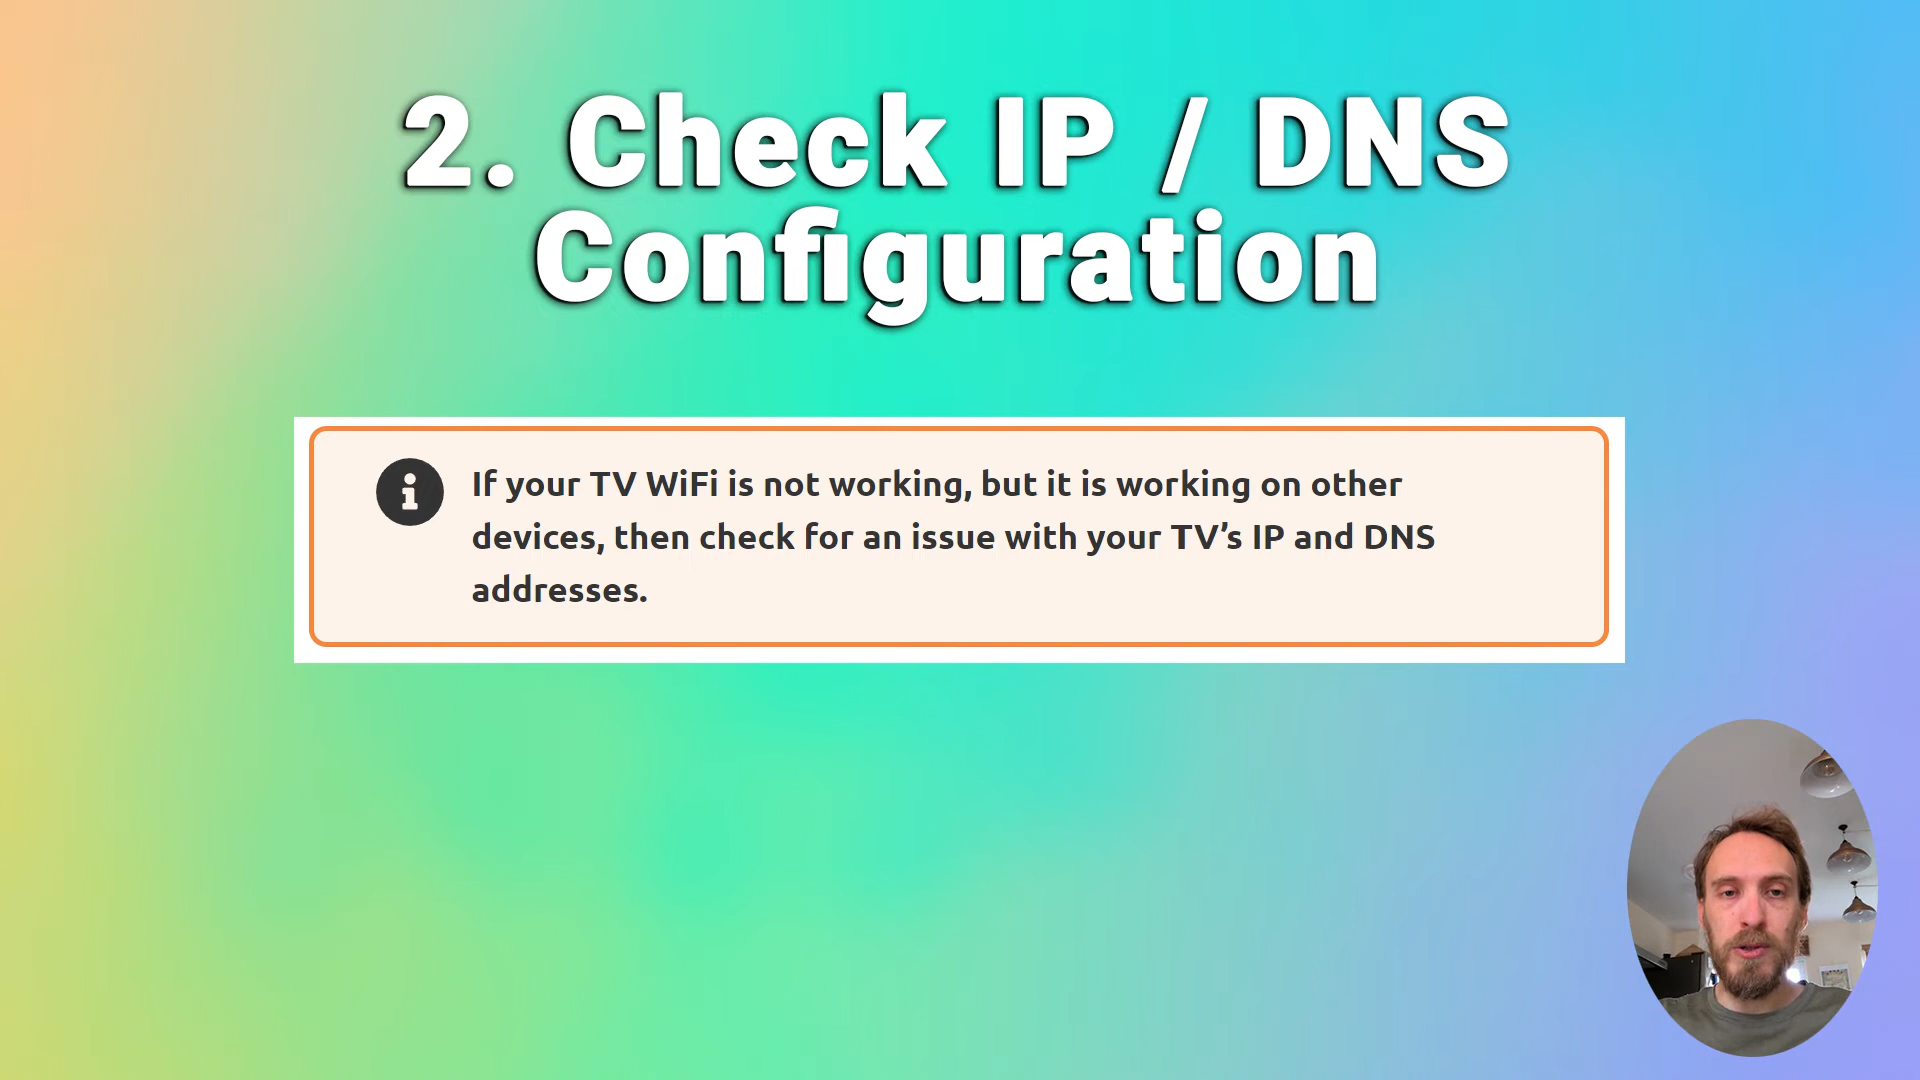 2. Check IP / DNS
Configuration
If your TV WiFi is not working, but it is working on other
devices, then check for an issue with your TV’s IP and DNS
addresses.